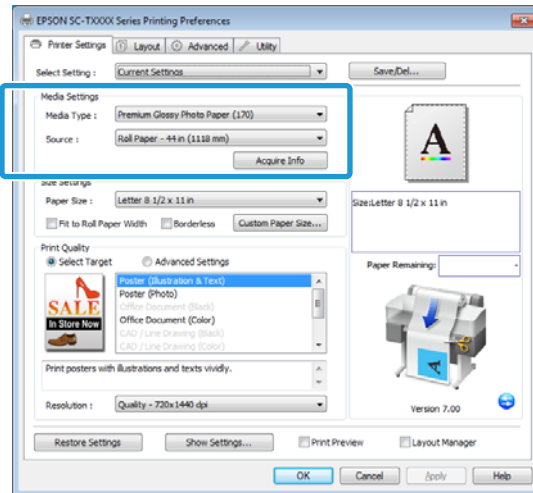 EPSON SC-TXXXX Series Printing Preferences
Printer Settings Layout Advanced Utility
Select Setting : Current Settings Save/Del...
Media Settings
Media Type : Premium Glossy Photo Paper (170)
Source : Roll Paper - 44 in (1118 mm)
Acquire Info
A
Size Settings
Paper Size : Letter 8 1/2 x 11 in
Size:Letter 8 1/2 x 11 in
Fit to Roll Paper Width Borderless Custom Paper Size...
Print Quality
Select Target Advanced Settings
Paper Remaining: -
SALE
In Store Now
Poster (Illustration & Text)
Poster (Photo)
Office Document (Black)
Office Document (Color)
CAD / Line Drawing (Black)
CAD / Line Drawing (Color)
A
Print posters with illustrations and texts vividly.
Resolution : Quality - 720x1440 dpi
Version 7.00
Restore Settings Show Settings... Print Preview Layout Manager
OK Cancel Apply Help